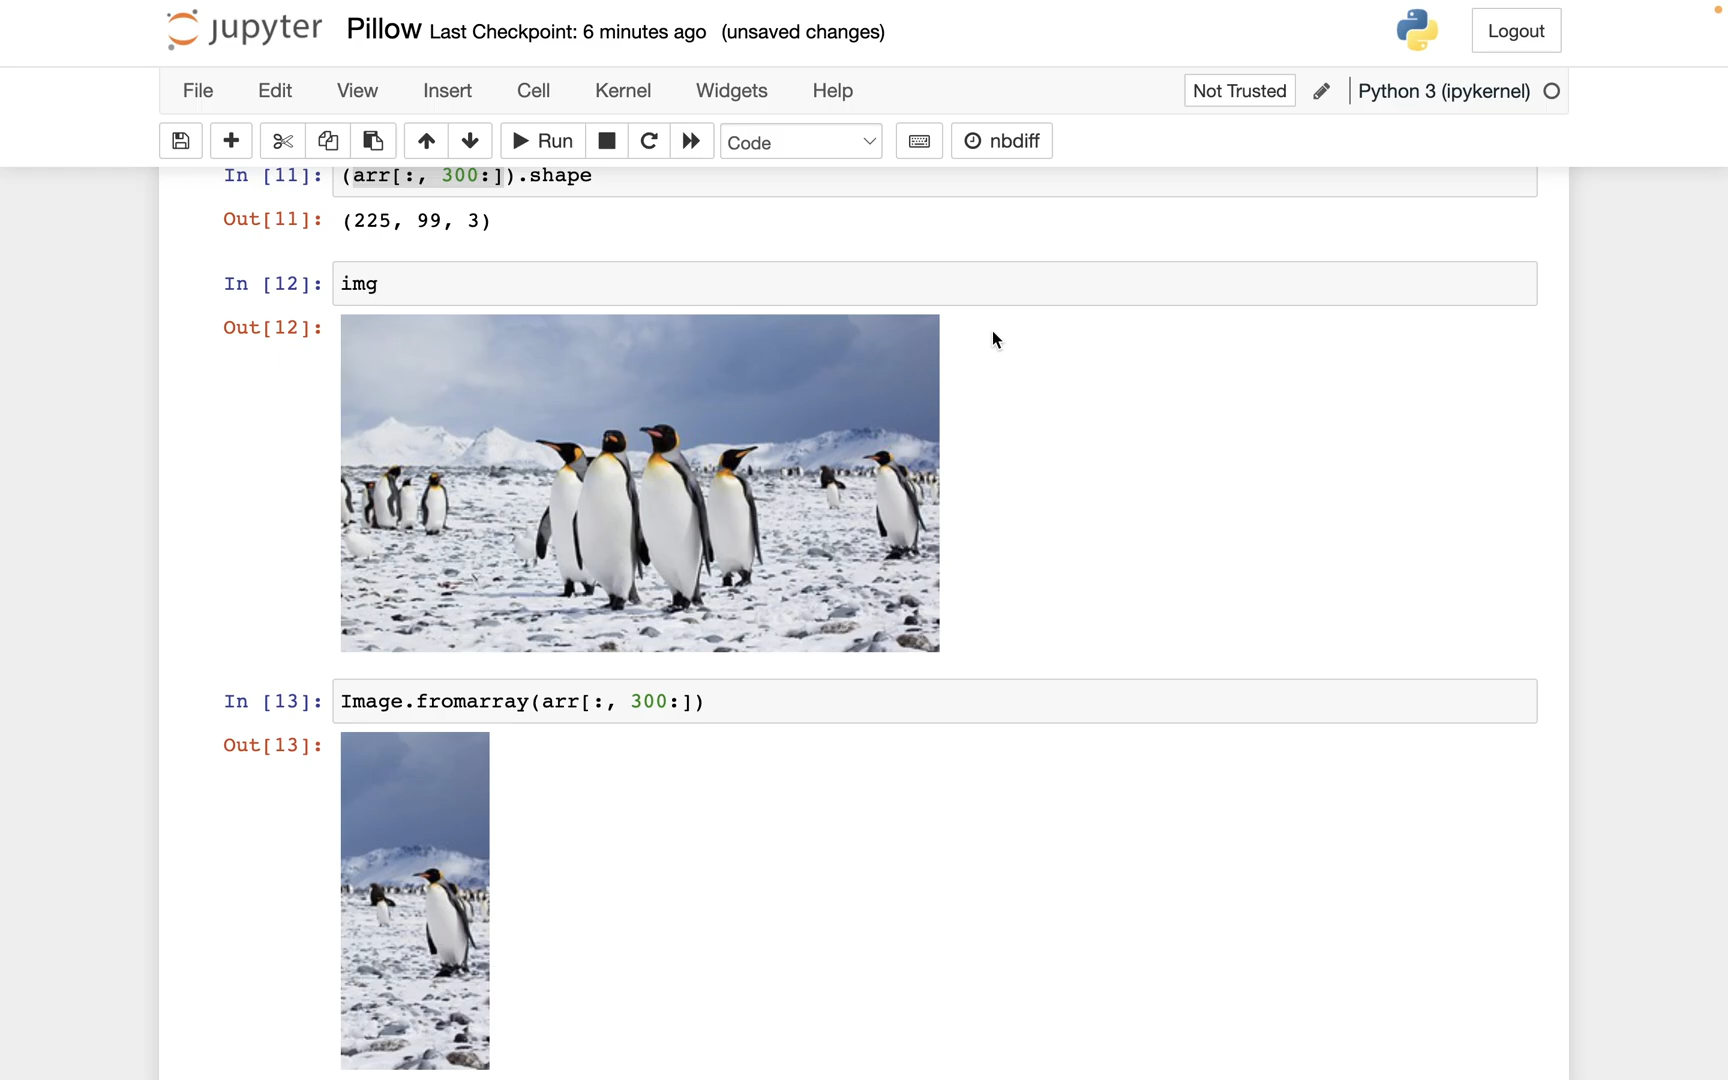 jupyter Pillow Last Checkpoint: 6 minutes ago (unsaved changes) Logout
File Edit View Insert Cell Kernel Widgets Help Not Trusted Python 3 (ipykernel)
Run Code nbdiff
In [11]: (arr[:, 300:]).shape
Out[11]: (225, 99, 3)
In [12]: img
Out[12]:
In [13]: Image.fromarray(arr[:, 300:])
Out[13]: